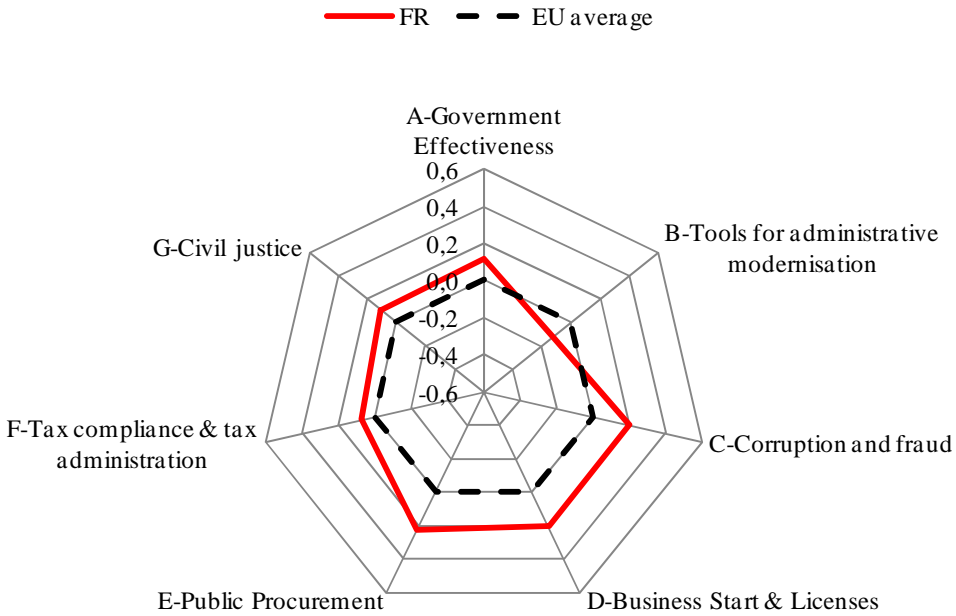 FR
EU average
A-Government
Effectiveness
0,6
0,4
0,2
0,0
-0,2
-0,4
-0,6
B-Tools for administrative
modernisation
C-Corruption and fraud
D-Business Start & Licenses
E-Public Procurement
F-Tax compliance & tax
administration
G-Civil justice